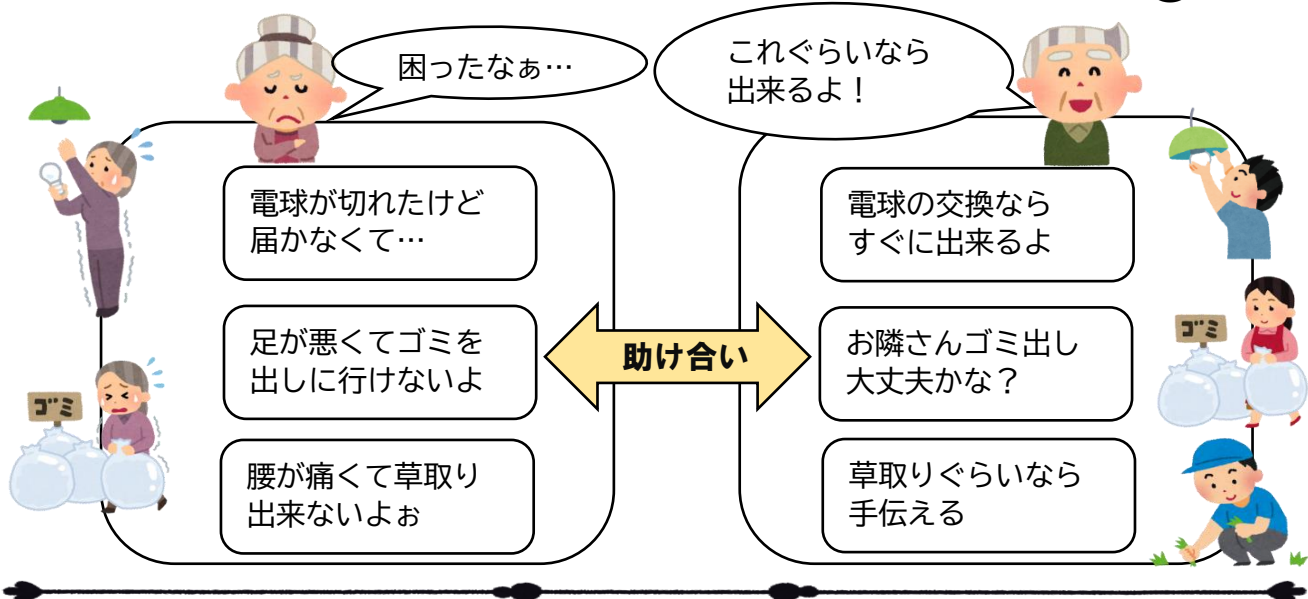 困ったなぁ…
これぐらいなら
出来るよ！
電球が切れたけど
届かなくて…
電球の交換なら
すぐに出来るよ
足が悪くてゴミを
出しに行けないよ
助け合い
お隣さんゴミ出し
大丈夫かな？
腰が痛くて草取り
出来ないよぉ
草取りぐらいなら
手伝える
ゴミ
ゴミ